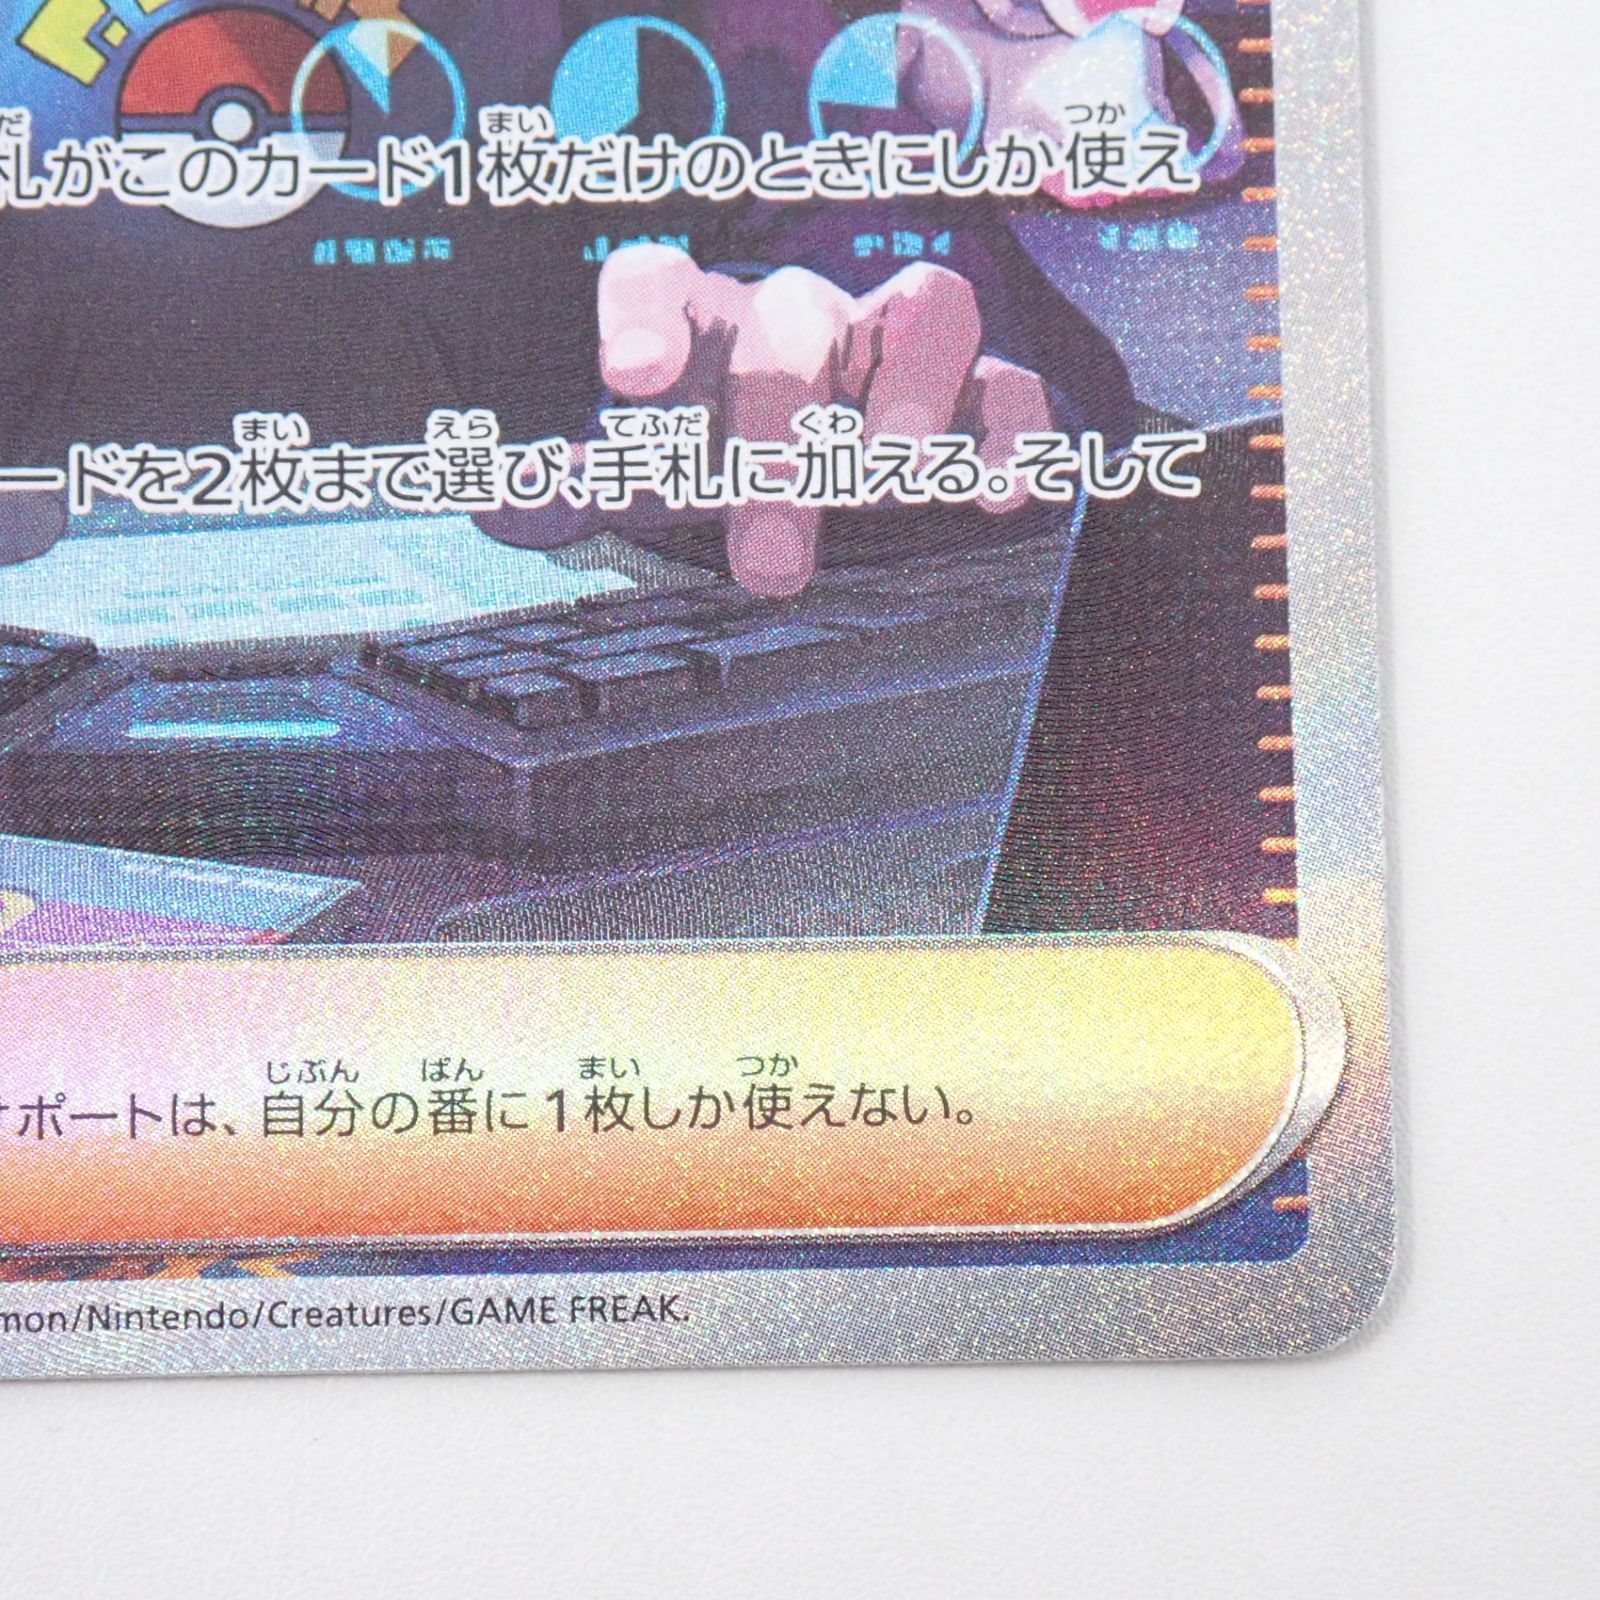 札がこのカード1枚だけのときにしか使え
ードを2枚まで選び、手札に加える。そして
ポートは、自分の番に1枚しか使えない。
mon/Nintendo/Creatures/GAME FREAK.